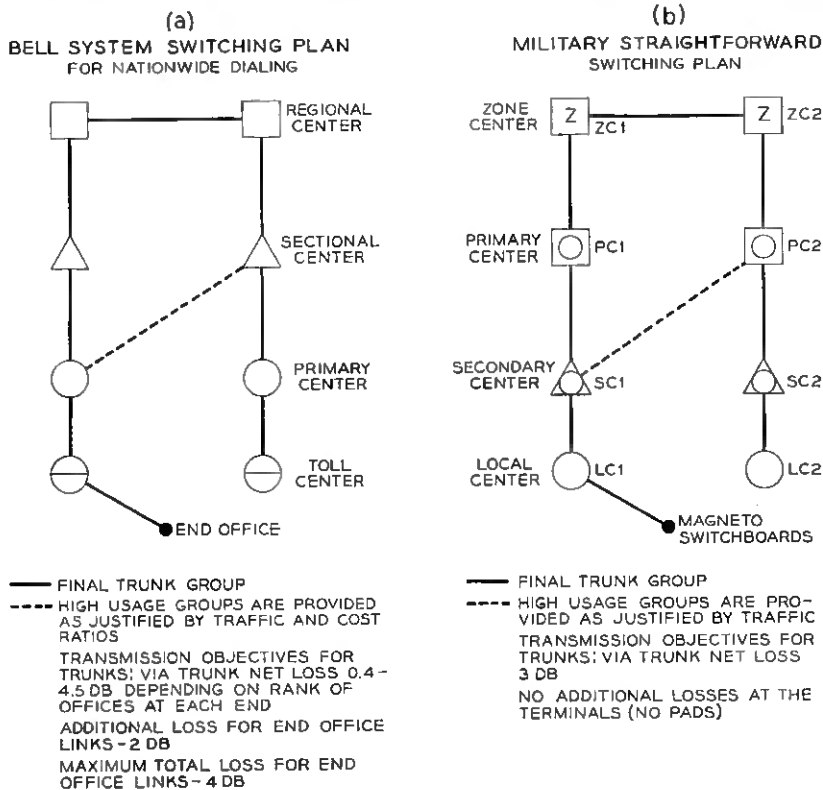 (a)
BELL SYSTEM SWITCHING PLAN
FOR NATIONWIDE DIALING
REGIONAL
CENTER
SECTIONAL
CENTER
PRIMARY
CENTER
TOLL
CENTER
END OFFICE
FINAL TRUNK GROUP
HIGH USAGE GROUPS ARE PROVIDED
AS JUSTIFIED BY TRAFFIC AND COST
RATIOS
TRANSMISSION OBJECTIVES FOR
TRUNKS: VIA TRUNK NET LOSS 0.4–
4.5 DB DEPENDING ON RANK OF
OFFICES AT EACH END
ADDITIONAL LOSS FOR END OFFICE
LINKS–2 DB
MAXIMUM TOTAL LOSS FOR END
OFFICE LINKS–4 DB
(b)
MILITARY STRAIGHTFORWARD
SWITCHING PLAN
ZONE
CENTER
Z
ZC1
Z
ZC2
PRIMARY
CENTER
PC1
PC2
SECONDARY
CENTER
SC1
SC2
LOCAL
CENTER
LC1
LC2
MAGNETO
SWITCHBOARDS
FINAL TRUNK GROUP
HIGH USAGE GROUPS ARE PRO-
VIDED AS JUSTIFIED BY TRAFFIC
TRANSMISSION OBJECTIVES FOR
TRUNKS: VIA TRUNK NET LOSS
3 DB
NO ADDITIONAL LOSSES AT THE
TERMINALS (NO PADS)